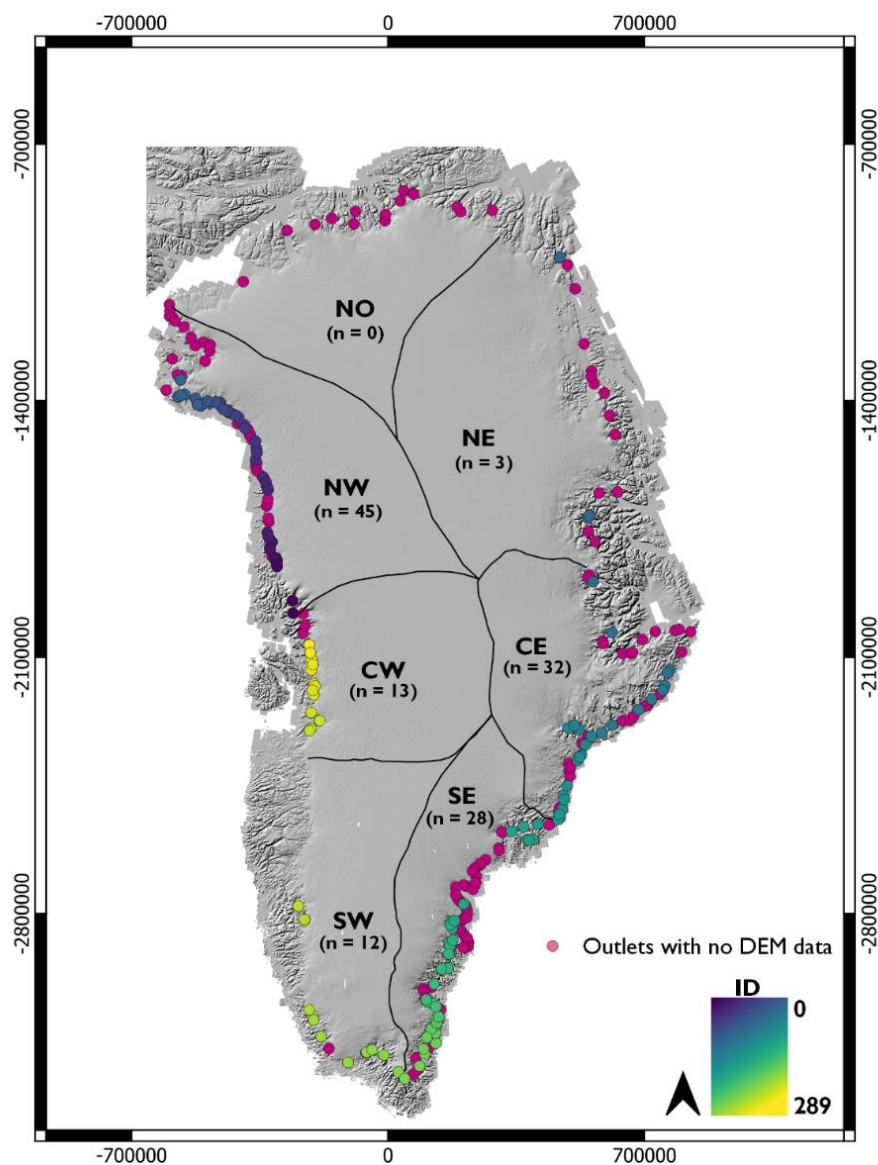 -700000 0 700000
-700000 -700000
NO
(n = 0)
-1400000 -1400000
NE
(n = 3)
NW
(n = 45)
CE
(n = 32)
CW
(n = 13)
-2100000 -2100000
SE
(n = 28)
-2800000 -2800000
SW
(n = 12)
Outlets with no DEM data
ID
0
289
-700000 0 700000